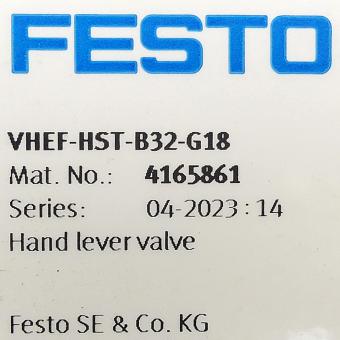 FESTO
VHEF-HST-B32-G18
Mat. No.: 4165861
Series: 04-2023 : 14
Hand lever valve
Festo SE & Co. KG